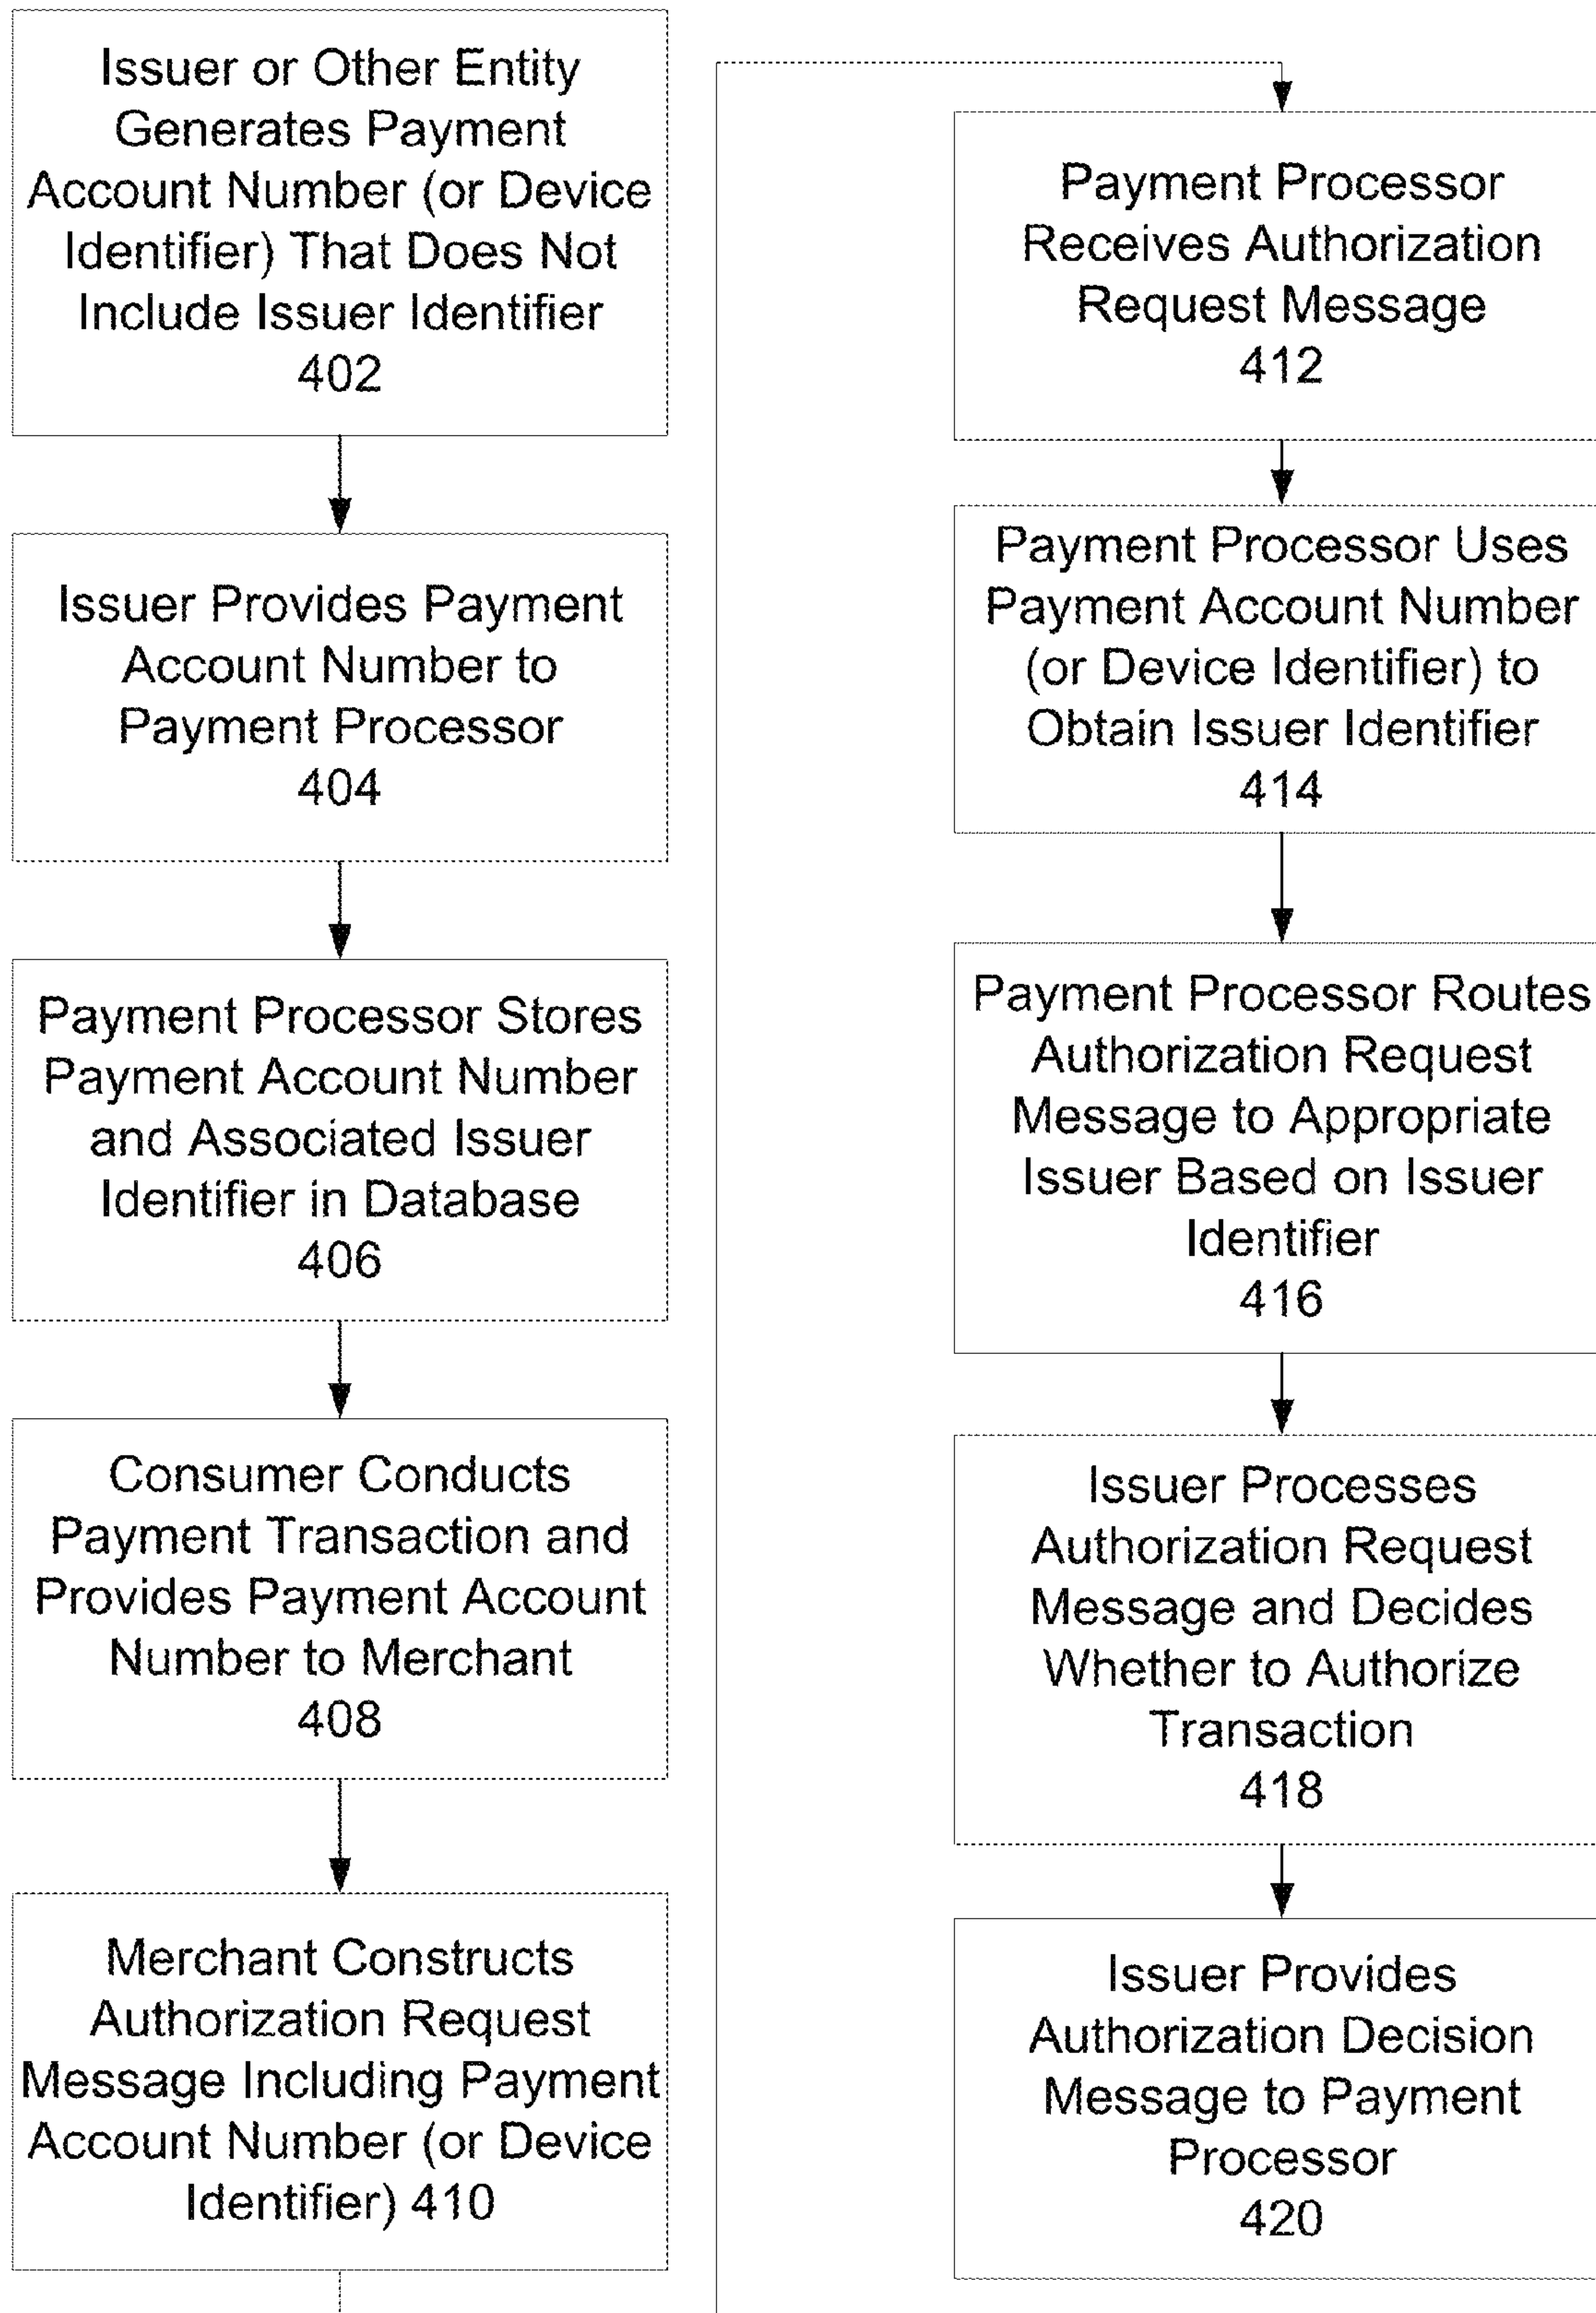 Issuer or Other Entity
Generates Payment
Account Number (or Device
Identifier) That Does Not
Include Issuer Identifier
402
Issuer Provides Payment
Account Number to
Payment Processor
404
Payment Processor Stores
Payment Account Number
and Associated Issuer
Identifier in Database
406
Consumer Conducts
Payment Transaction and
Provides Payment Account
Number to Merchant
408
Merchant Constructs
Authorization Request
Message Including Payment
Account Number (or Device
Identifier) 410
Payment Processor
Receives Authorization
Request Message
412
Payment Processor Uses
Payment Account Number
(or Device Identifier) to
Obtain Issuer Identifier
414
Payment Processor Routes
Authorization Request
Message to Appropriate
Issuer Based on Issuer
Identifier
416
Issuer Processes
Authorization Request
Message and Decides
Whether to Authorize
Transaction
418
Issuer Provides
Authorization Decision
Message to Payment
Processor
420